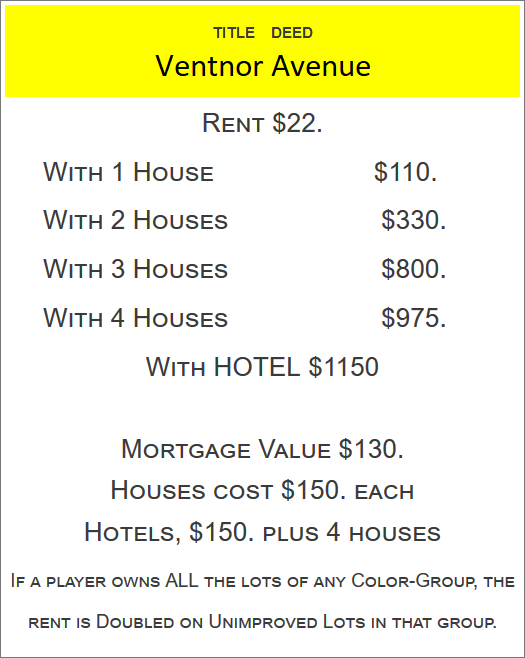 TITLE DEED
Ventnor Avenue
Rent $22.
With 1 House $110.
With 2 Houses $330.
With 3 Houses $800.
With 4 Houses $975.
With HOTEL $1150
Mortgage Value $130.
Houses cost $150. each
Hotels, $150. plus 4 houses
If a player owns ALL the lots of any Color-Group, the
rent is Doubled on Unimproved Lots in that group.